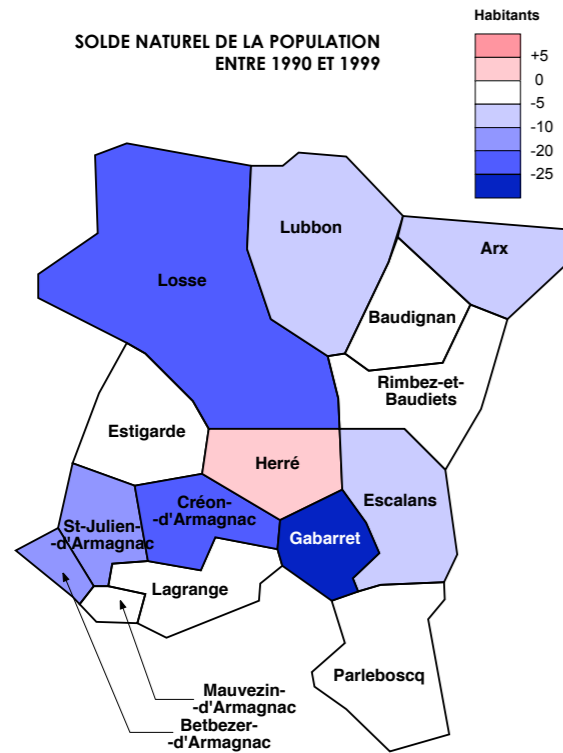 SOLDE NATUREL DE LA POPULATION
ENTRE 1990 ET 1999
Habitants
+5
0
-5
-10
-20
-25
Lubbon
Arx
Losse
Baudignan
Rimbez-et-
Baudiets
Estigarde
Herré
Escalans
Créon-
-d'Armagnac
St-Julien-
-d'Armagnac
Gabarret
Lagrange
Parleboscq
Mauvezin-
-d'Armagnac
Betbezer-
-d'Armagnac